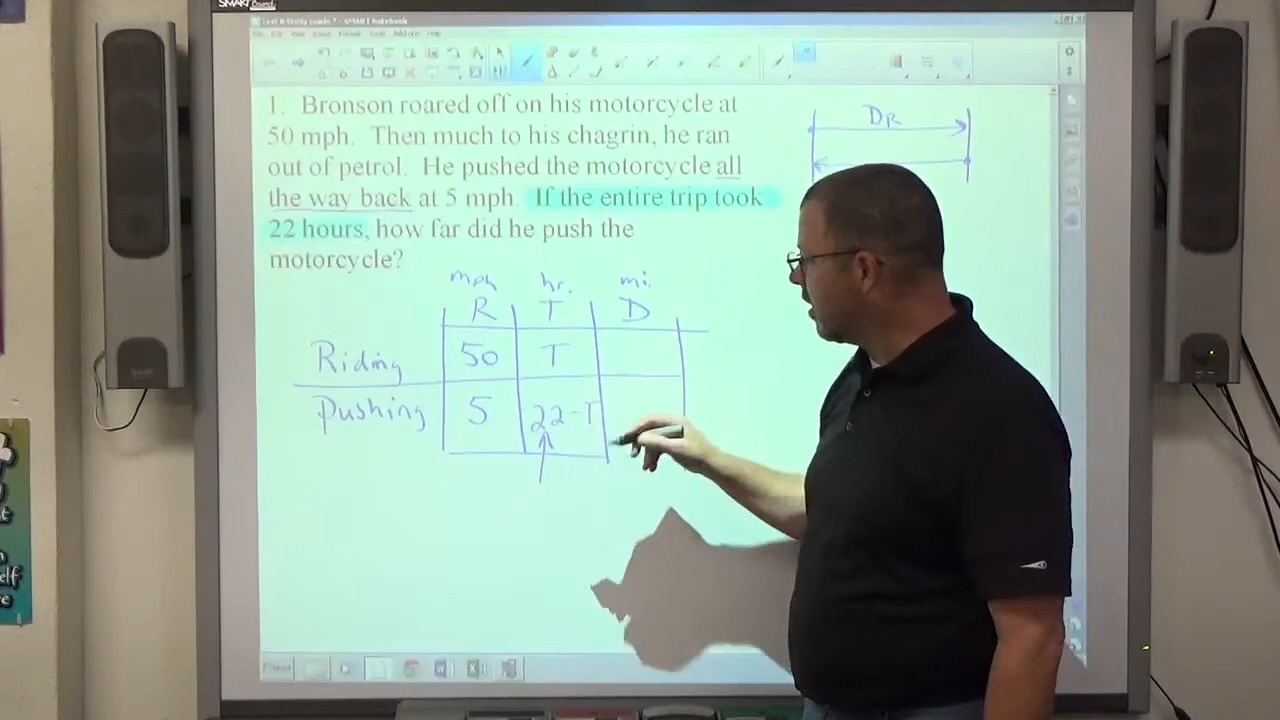 SMART Board
1. Bronson roared off on his motorcycle at
50 mph. Then much to his chagrin, he ran
out of petrol. He pushed the motorcycle all
the way back at 5 mph. If the entire trip took
22 hours, how far did he push the
motorcycle?
DR
mph hr. mi.
R T D
Riding 50 T
Pushing 5 22-T